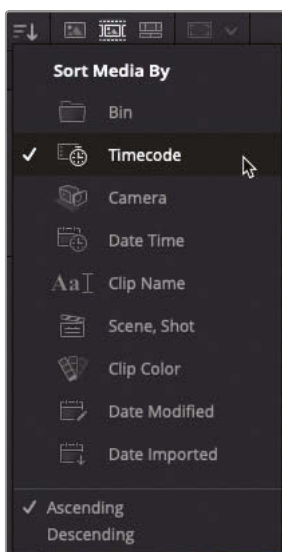 Sort Media By
Bin
Timecode
Camera
Date Time
Aa Clip Name
Scene, Shot
Clip Color
Date Modified
Date Imported
Ascending
Descending